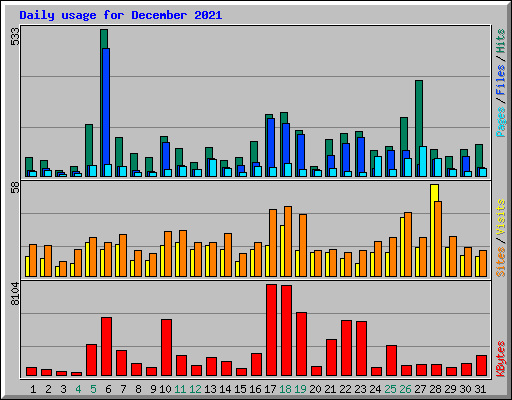 Daily usage for December 2021
533
Pages / Files / Hits
58
Sites / Visits
8104
KBytes
1 2 3 4 5 6 7 8 9 10 11 12 13 14 15 16 17 18 19 20 21 22 23 24 25 26 27 28 29 30 31